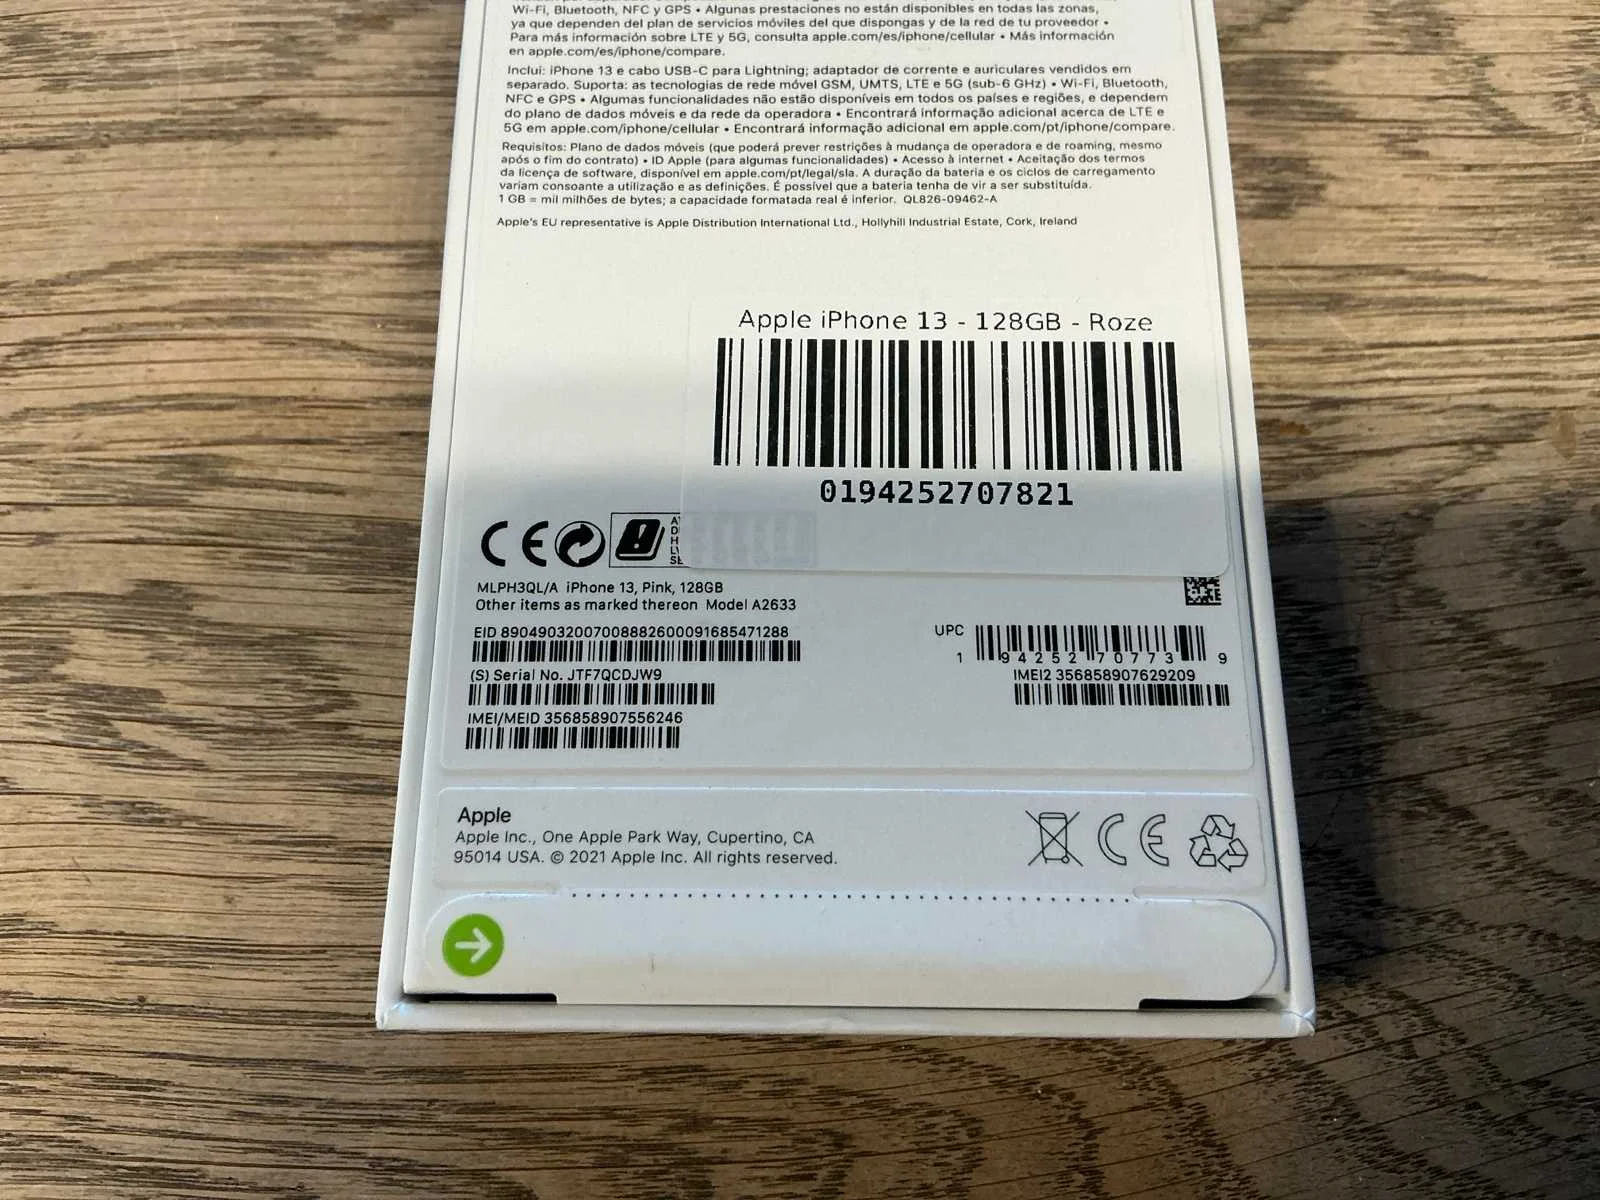 Wi-Fi, Bluetooth, NFC y GPS • Algunas prestaciones no están disponibles en todas las zonas,
ya que dependen del plan de servicios móviles del que dispongas y de la red de tu proveedor •
Para más información sobre LTE y 5G, consulta apple.com/es/iphone/cellular • Más información
en apple.com/es/iphone/compare.
Inclui: iPhone 13 e cabo USB-C para Lightning; adaptador de corrente e auriculares vendidos em
separado. Suporta: as tecnologias de rede móvel GSM, UMTS, LTE e 5G (sub-6 GHz) • Wi-Fi, Bluetooth,
NFC e GPS • Algumas funcionalidades não estão disponíveis em todos os países e regiões, e dependem
do plano de dados móveis e da rede da operadora • Encontrará informação adicional acerca de LTE e
5G em apple.com/iphone/cellular • Encontrará informação adicional em apple.com/pt/iphone/compare.
Requisitos: Plano de dados móveis (que poderá prever restrições à mudança de operadora e de roaming, mesmo
após o fim do contrato) • ID Apple (para algumas funcionalidades) • Acesso à internet • Aceitação dos termos
da licença de software, disponível em apple.com/pt/legal/sla. A duração da bateria e os ciclos de carregamento
variam consoante a utilização e as definições. É possível que a bateria tenha de vir a ser substituída.
1 GB = mil milhões de bytes; a capacidade formatada real é inferior. QL826-09462-A
Apple's EU representative is Apple Distribution International Ltd., Hollyhill Industrial Estate, Cork, Ireland
Apple iPhone 13 - 128GB - Roze
0194252707821
CE
MLPH3QL/A iPhone 13, Pink, 128GB
Other items as marked thereon Model A2633
EID 89049032007008882600091685471288
UPC
1 94252 70773 9
(S) Serial No. JTF7QCDJW9
IMEI2 356858907629209
IMEI/MEID 356858907556246
Apple
Apple Inc., One Apple Park Way, Cupertino, CA
95014 USA. © 2021 Apple Inc. All rights reserved.
CE